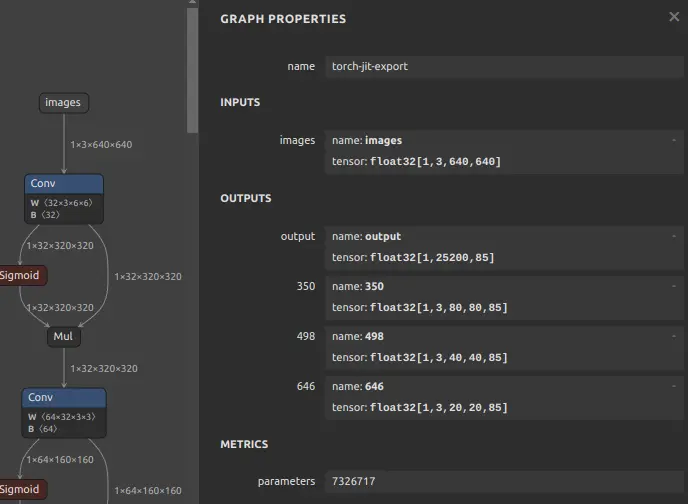 images
1×3×640×640
Conv
W ⟨32×3×6×6⟩
B ⟨32⟩
1×32×320×320
Sigmoid
1×32×320×320
1×32×320×320
Mul
1×32×320×320
Conv
W ⟨64×32×3×3⟩
B ⟨64⟩
1×64×160×160
Sigmoid
1×64×160×160
GRAPH PROPERTIES
name torch-jit-export
INPUTS
images name: images
tensor: float32[1,3,640,640]
OUTPUTS
output name: output
tensor: float32[1,25200,85]
350 name: 350
tensor: float32[1,3,80,80,85]
498 name: 498
tensor: float32[1,3,40,40,85]
646 name: 646
tensor: float32[1,3,20,20,85]
METRICS
parameters 7326717